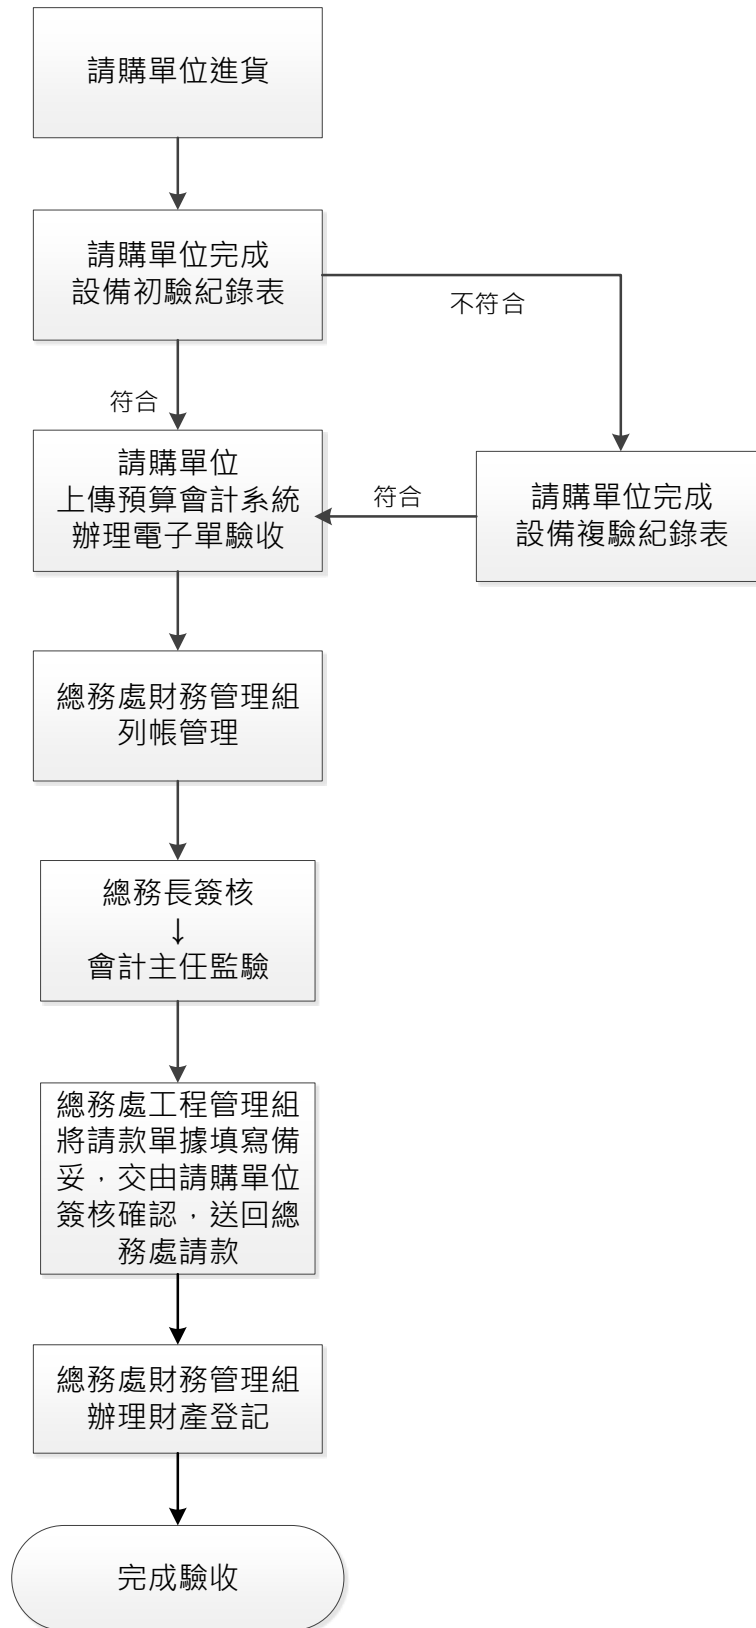 請購單位進貨
請購單位完成
設備初驗紀錄表
不符合
符合
請購單位
上傳預算會計系統
辦理電子單驗收
符合
請購單位完成
設備複驗紀錄表
總務處財務管理組
列帳管理
總務長簽核
↓
會計主任監驗
總務處工程管理組
將請款單據填寫備
妥，交由請購單位
簽核確認，送回總
務處請款
總務處財務管理組
辦理財產登記
完成驗收